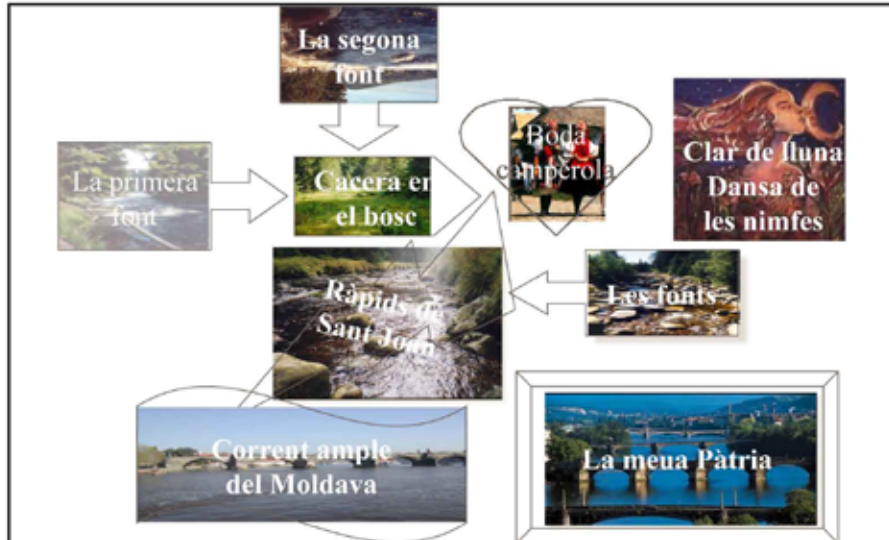 La segona
font
La primera
font
Cacera en
el bosc
Boda
camperola
Clar de lluna
Dansa de
les nimfes
Ràpids de
Sant Joan
Les fonts
Corrent ample
del Moldava
La meua Pàtria